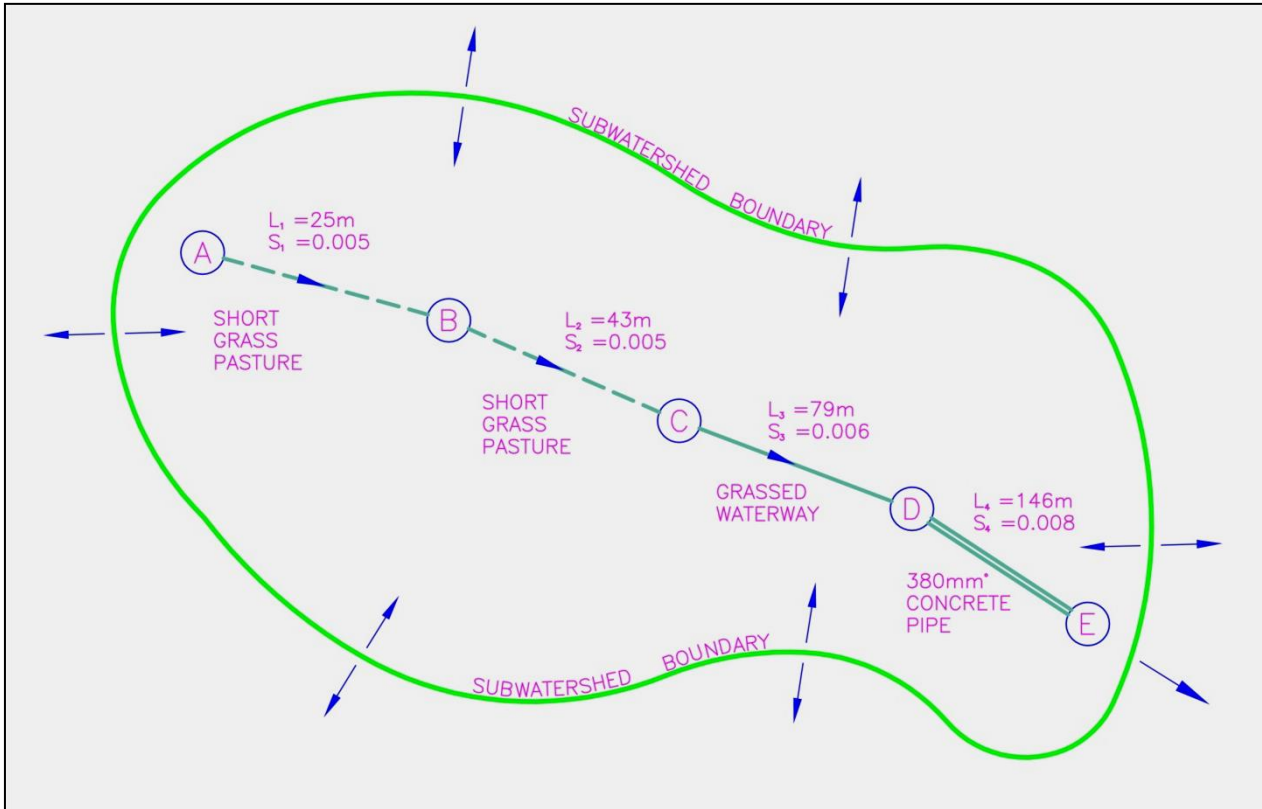 SUBWATERSHED BOUNDARY
L₁ =25m
S₁ =0.005
A
SHORT
GRASS
PASTURE
B
L₂ =43m
S₂ =0.005
SHORT
GRASS
PASTURE
C
L₃ =79m
S₃ =0.006
GRASSED
WATERWAY
D
L₄ =146m
S₄ =0.008
380mm"
CONCRETE
PIPE
E
SUBWATERSHED BOUNDARY